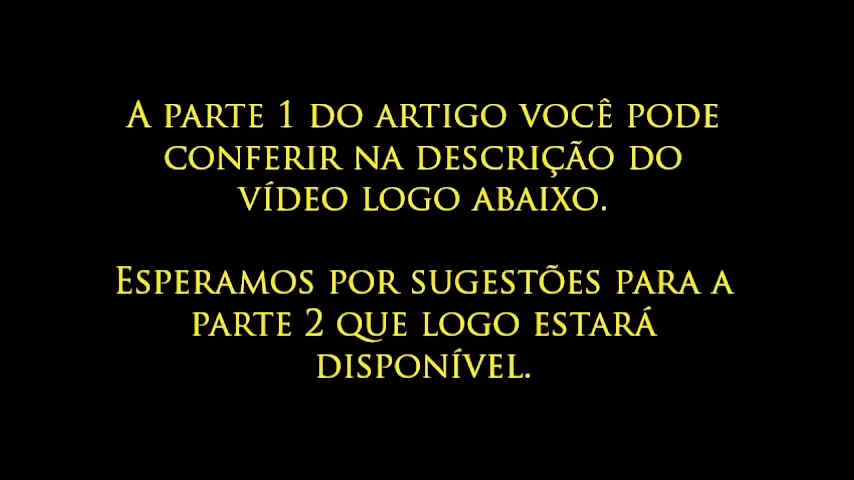 A PARTE 1 DO ARTIGO VOCÊ PODE
CONFERIR NA DESCRIÇÃO DO
VÍDEO LOGO ABAIXO.
ESPERAMOS POR SUGESTÕES PARA A
PARTE 2 QUE LOGO ESTARÁ
DISPONÍVEL.